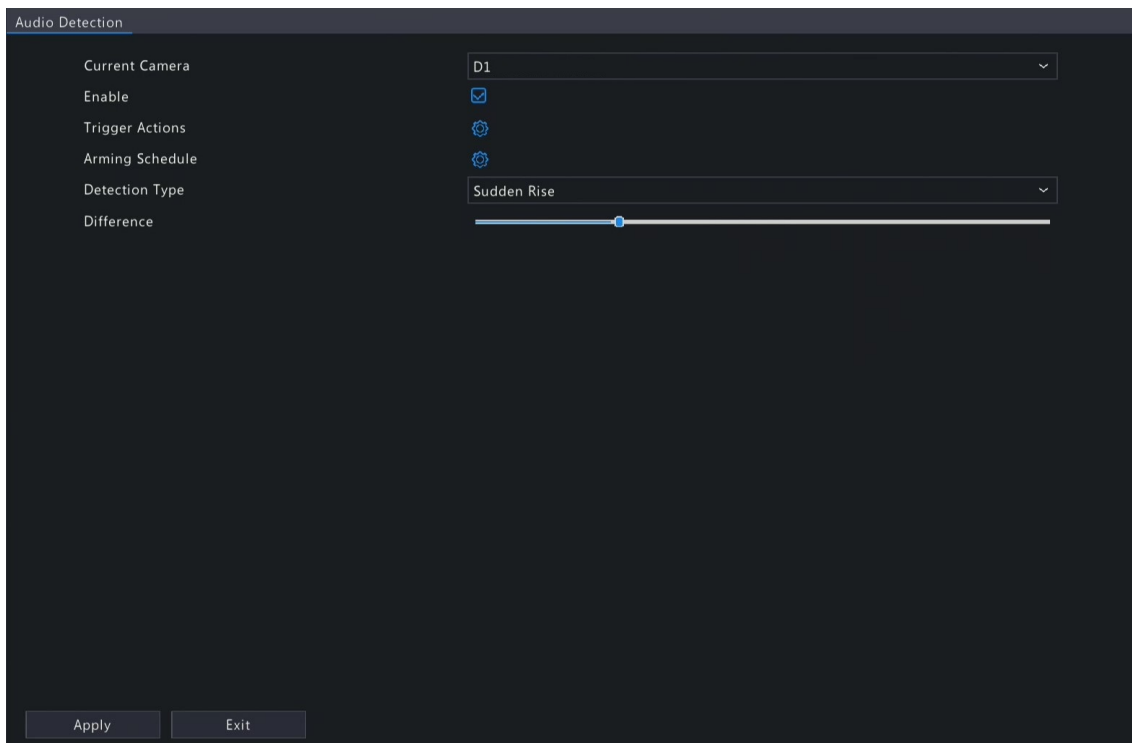 Audio Detection
Current Camera D1
Enable
Trigger Actions
Arming Schedule
Detection Type Sudden Rise
Difference
Apply Exit